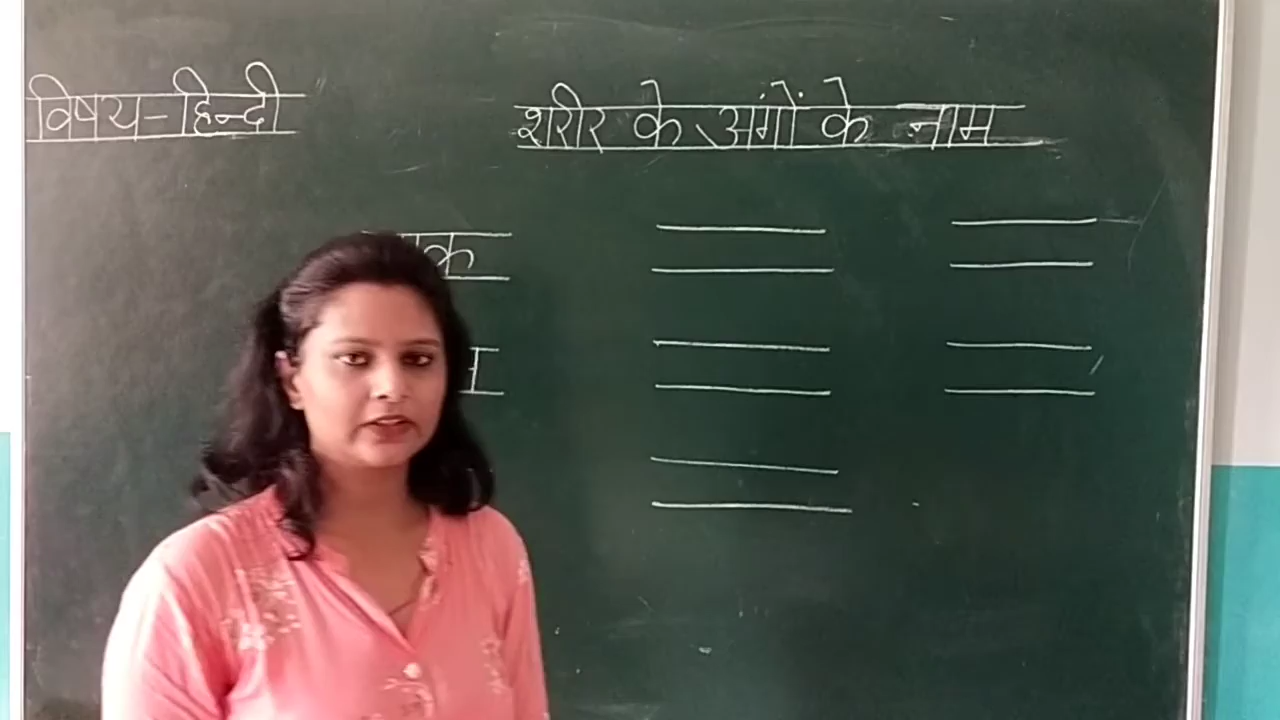 विषय-हिन्दी
शरीर के अंगों के नाम